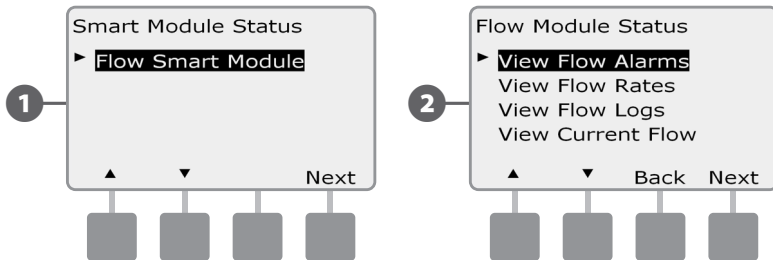 1
Smart Module Status
► Flow Smart Module
▲ ▼ Next
2
Flow Module Status
► View Flow Alarms
View Flow Rates
View Flow Logs
View Current Flow
▲ ▼ Back Next